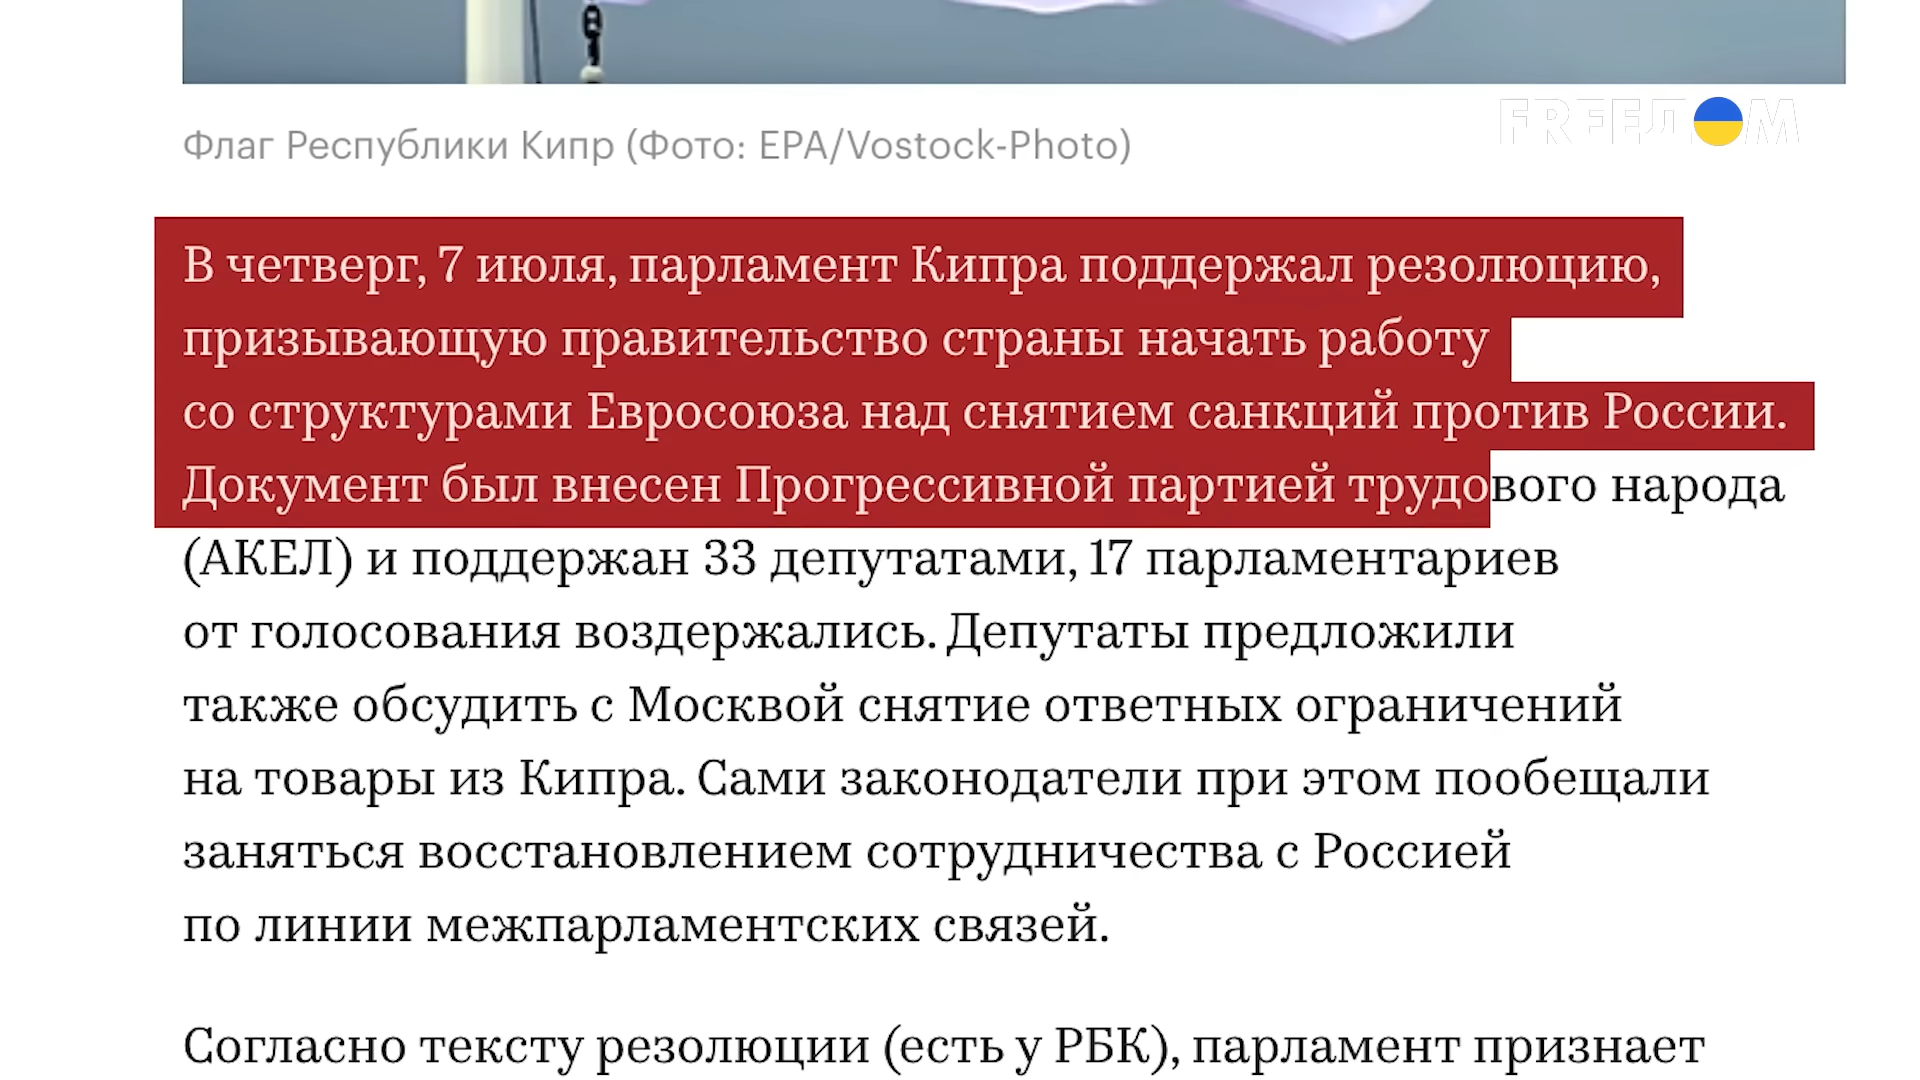 Флаг Республики Кипр (Фото: EPA/Vostock-Photo)
FREEДOM
В четверг, 7 июля, парламент Кипра поддержал резолюцию,
призывающую правительство страны начать работу
со структурами Евросоюза над снятием санкций против России.
Документ был внесен Прогрессивной партией трудового народа
(АКЕЛ) и поддержан 33 депутатами, 17 парламентариев
от голосования воздержались. Депутаты предложили
также обсудить с Москвой снятие ответных ограничений
на товары из Кипра. Сами законодатели при этом пообещали
заняться восстановлением сотрудничества с Россией
по линии межпарламентских связей.
Согласно тексту резолюции (есть у РБК), парламент признает